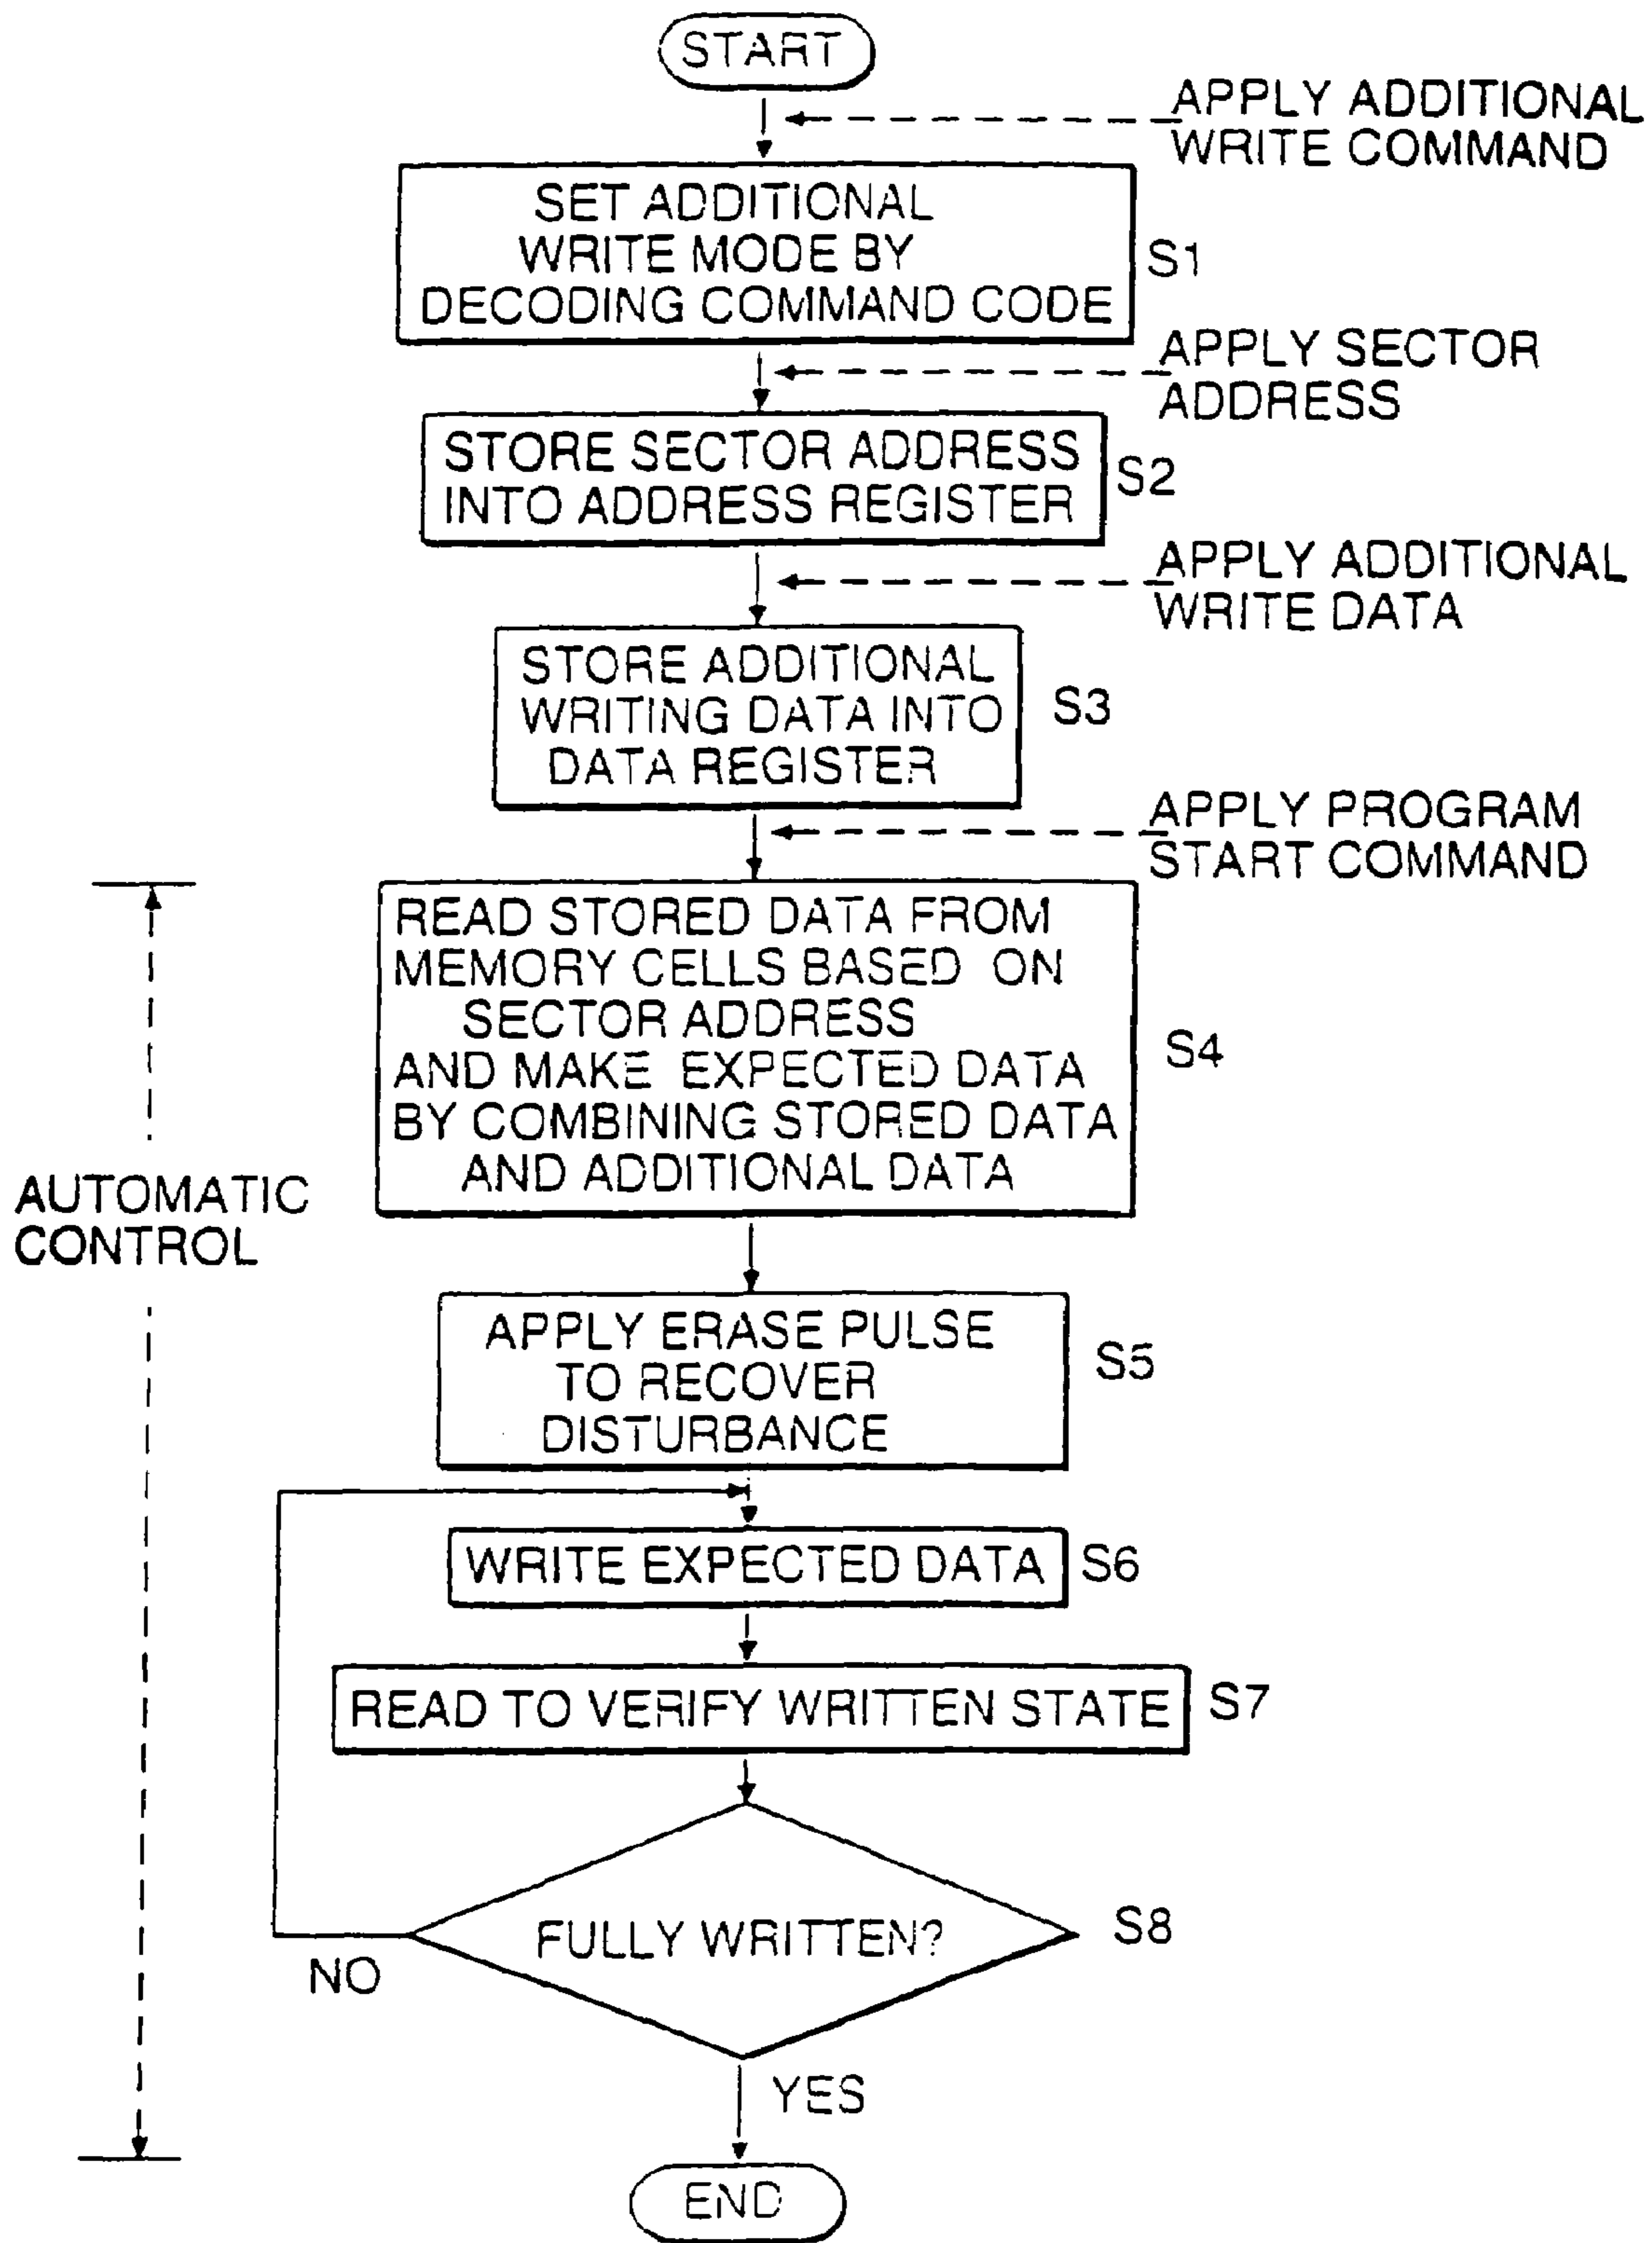 START
APPLY ADDITIONAL
WRITE COMMAND
SET ADDITIONAL
WRITE MODE BY
DECODING COMMAND CODE
S1
APPLY SECTOR
ADDRESS
STORE SECTOR ADDRESS
INTO ADDRESS REGISTER
S2
APPLY ADDITIONAL
WRITE DATA
STORE ADDITIONAL
WRITING DATA INTO
DATA REGISTER
S3
APPLY PROGRAM
START COMMAND
READ STORED DATA FROM
MEMORY CELLS BASED ON
SECTOR ADDRESS
AND MAKE EXPECTED DATA
BY COMBINING STORED DATA
AND ADDITIONAL DATA
S4
AUTOMATIC
CONTROL
APPLY ERASE PULSE
TO RECOVER
DISTURBANCE
S5
WRITE EXPECTED DATA
S6
READ TO VERIFY WRITTEN STATE
S7
FULLY WRITTEN?
S8
NO
YES
END